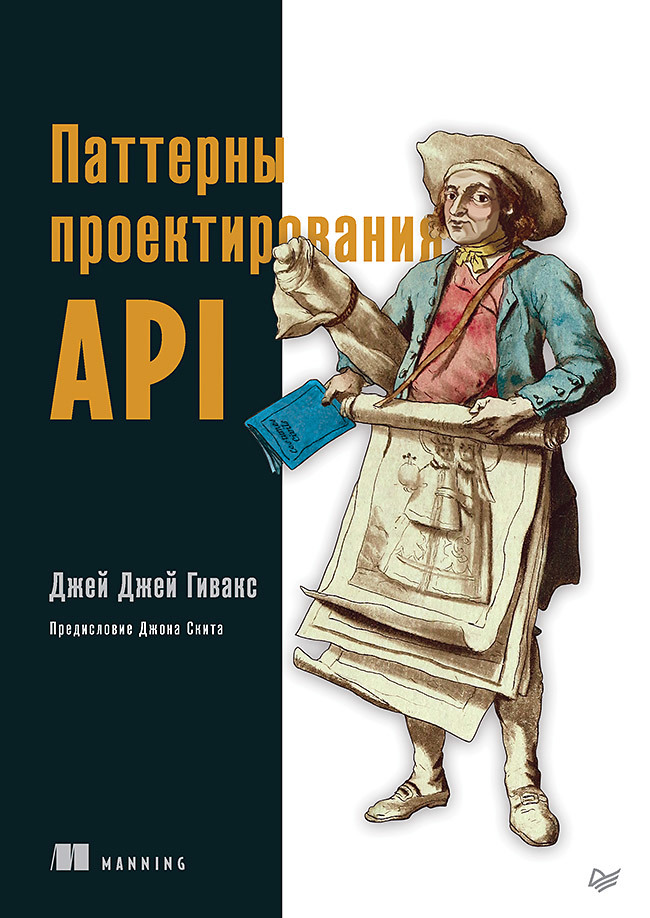 Паттерны
проектирования
API
Джей Джей Гивакс
Предисловие Джона Скита
MANNING